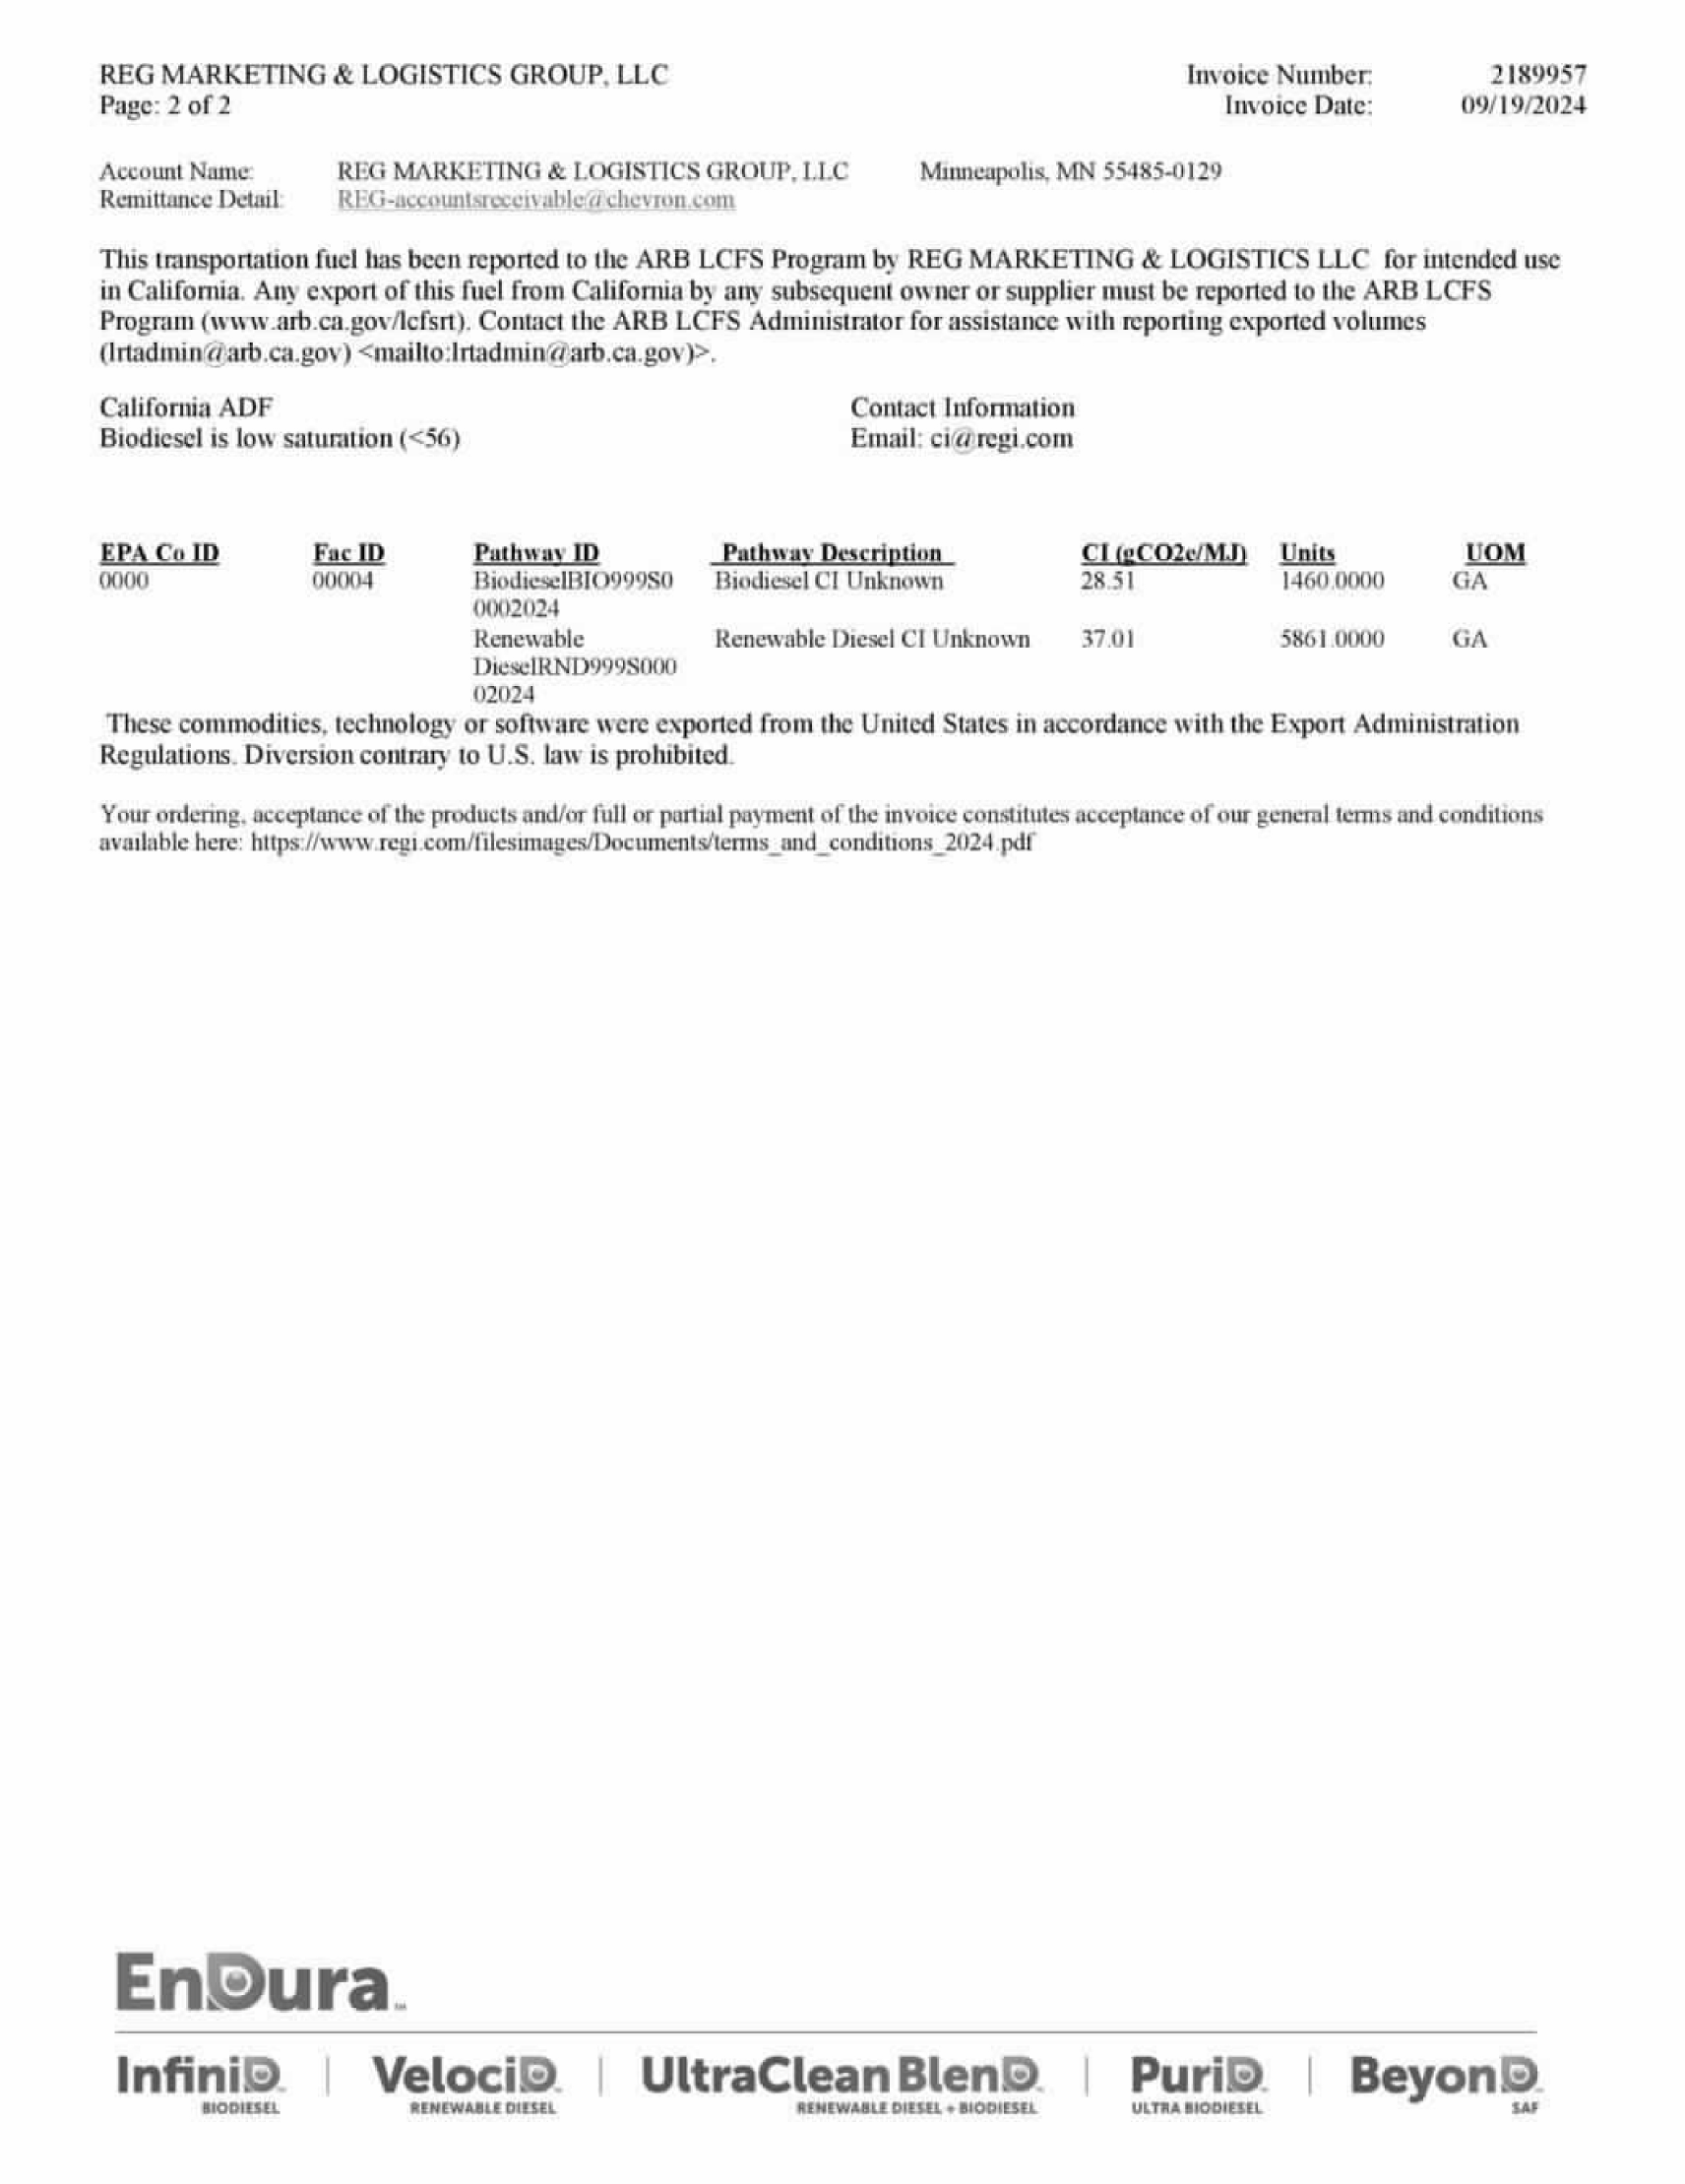 REG MARKETING & LOGISTICS GROUP, LLC Invoice Number: 2189957
Page: 2 of 2 Invoice Date: 09/19/2024
Account Name: REG MARKETING & LOGISTICS GROUP, LLC Minneapolis, MN 55485-0129
Remittance Detail: REG-accountsreceivable@chevron.com
This transportation fuel has been reported to the ARB LCFS Program by REG MARKETING & LOGISTICS LLC for intended use
in California. Any export of this fuel from California by any subsequent owner or supplier must be reported to the ARB LCFS
Program (www.arb.ca.gov/lcfsrt). Contact the ARB LCFS Administrator for assistance with reporting exported volumes
(lrtadmin@arb.ca.gov) <mailto:lrtadmin@arb.ca.gov)>.
California ADF Contact Information
Biodiesel is low saturation (<56) Email: ci@regi.com
EPA Co ID Fac ID Pathway ID Pathway Description CI (gCO2e/MJ) Units UOM
0000 00004 BiodieselBIO999S0 Biodiesel CI Unknown 28.51 1460.0000 GA
0002024
Renewable Renewable Diesel CI Unknown 37.01 5861.0000 GA
DieselRND999S000
02024
These commodities, technology or software were exported from the United States in accordance with the Export Administration
Regulations. Diversion contrary to U.S. law is prohibited.
Your ordering, acceptance of the products and/or full or partial payment of the invoice constitutes acceptance of our general terms and conditions
available here: https://www.regi.com/filesimages/Documents/terms_and_conditions_2024.pdf
EnDura™
InfiniD | VelociD | UltraClean BlenD | PuriD | BeyonD
BIODIESEL RENEWABLE DIESEL RENEWABLE DIESEL + BIODIESEL ULTRA BIODIESEL SAF